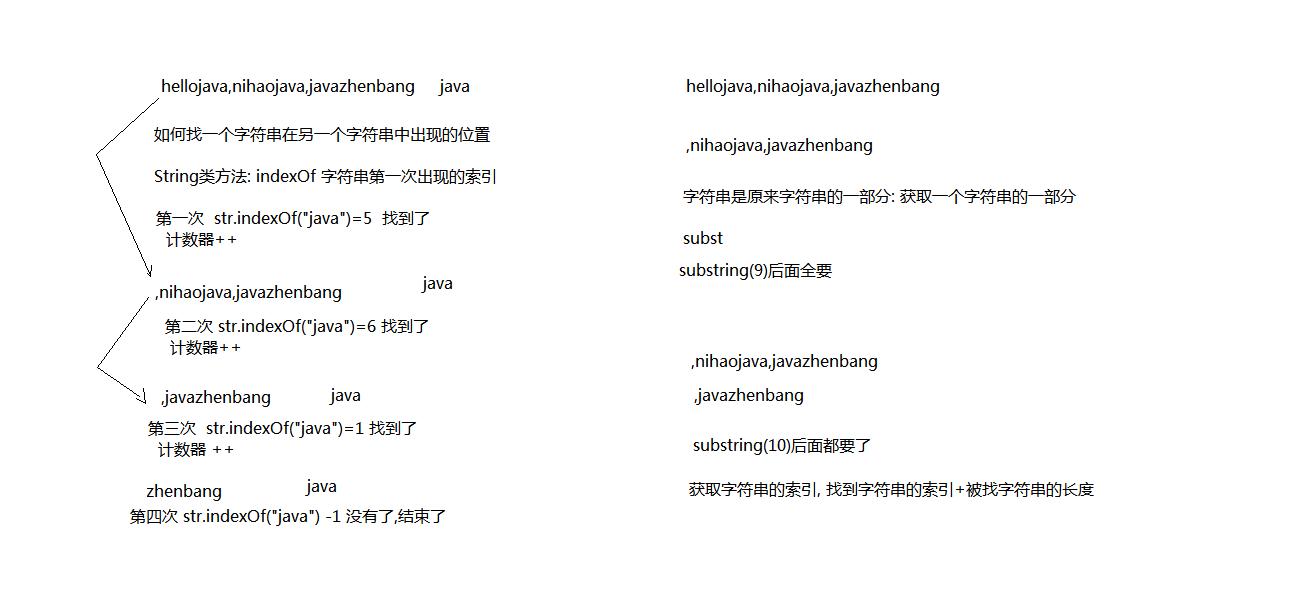 hellojava,nihaojava,javazhenbang java
如何找一个字符串在另一个字符串中出现的位置
String类方法: indexOf 字符串第一次出现的索引
第一次 str.indexOf("java")=5 找到了
计数器++
,nihaojava,javazhenbang java
第二次 str.indexOf("java")=6 找到了
计数器++
,javazhenbang java
第三次 str.indexOf("java")=1 找到了
计数器 ++
zhenbang java
第四次 str.indexOf("java") -1 没有了,结束了
hellojava,nihaojava,javazhenbang
,nihaojava,javazhenbang
字符串是原来字符串的一部分: 获取一个字符串的一部分
subst
substring(9)后面全要
,nihaojava,javazhenbang
,javazhenbang
substring(10)后面都要了
获取字符串的索引, 找到字符串的索引+被找字符串的长度